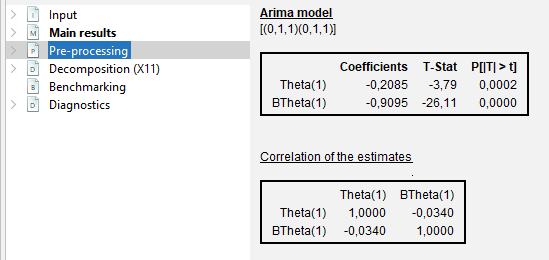 Input
Main results
Pre-processing
Decomposition (X11)
Benchmarking
Diagnostics
Arima model
[(0,1,1)(0,1,1)]
Coefficients T-Stat P[|T| > t]
Theta(1) -0,2085 -3,79 0,0002
BTheta(1) -0,9095 -26,11 0,0000
Correlation of the estimates
Theta(1) BTheta(1)
Theta(1) 1,0000 -0,0340
BTheta(1) -0,0340 1,0000